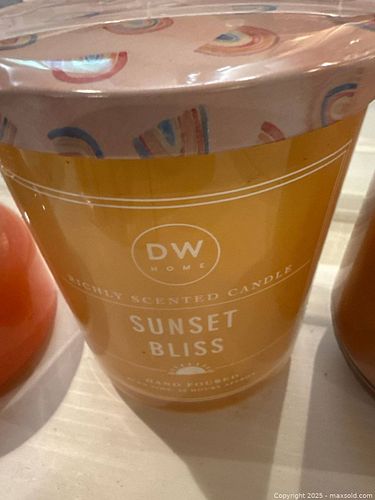 DW
HOME
RICHLY SCENTED CANDLE
SUNSET
BLISS
HAND POURED
Copyright 2025 - maxsold.com